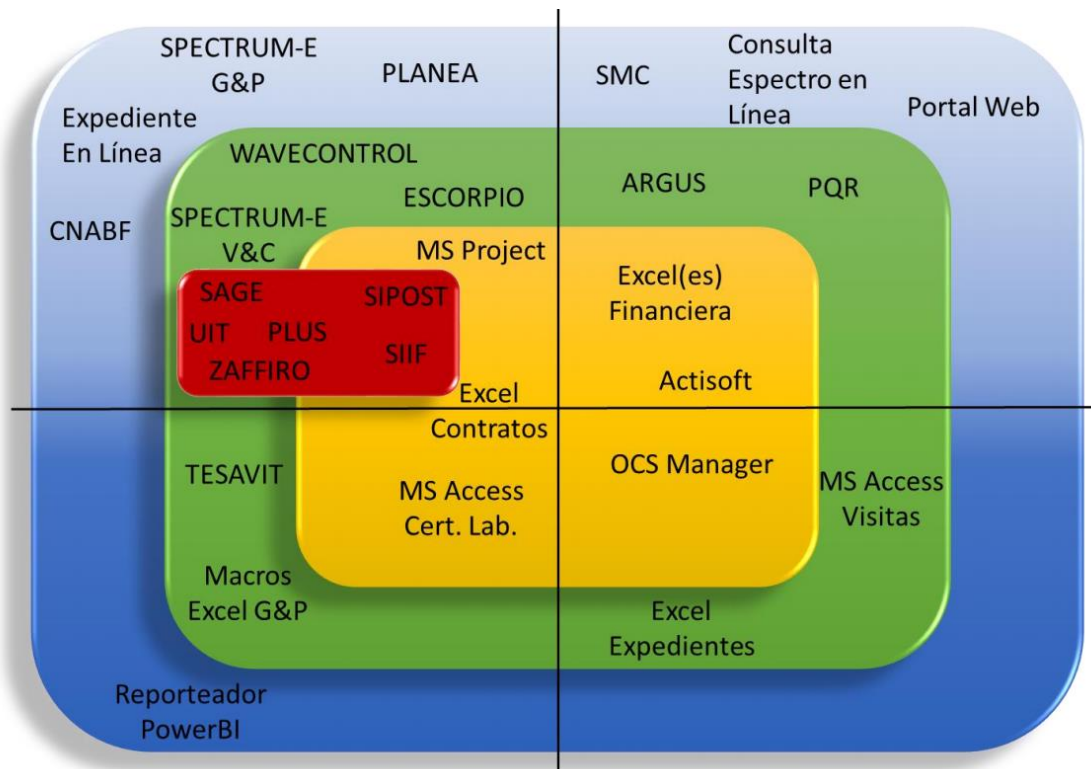 SPECTRUM-E
G&P
PLANEA
SMC
Consulta
Espectro en
Línea
Portal Web
Expediente
En Línea
WAVECONTROL
ESCORPIO
ARGUS
PQR
CNABF
SPECTRUM-E
V&C
MS Project
Excel(es)
Financiera
SAGE
SIPOST
UIT
PLUS
SIIF
ZAFFIRO
Actisoft
Excel
Contratos
TESAVIT
OCS Manager
MS Access
Cert. Lab.
MS Access
Visitas
Macros
Excel G&P
Excel
Expedientes
Reporteador
PowerBI